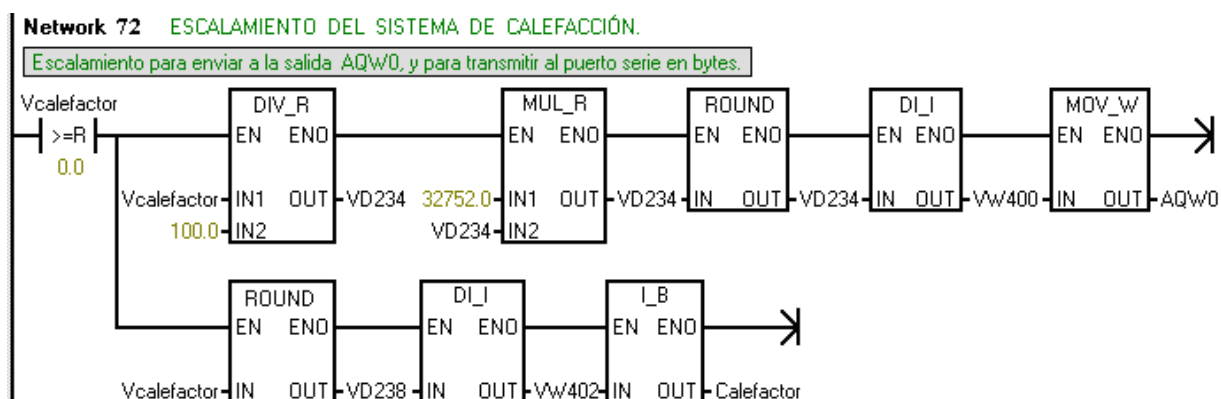 Network 72 ESCALAMIENTO DEL SISTEMA DE CALEFACCIÓN.
Escalamiento para enviar a la salida AQW0, y para transmitir al puerto serie en bytes.
Vcalefactor DIV_R MUL_R ROUND DI_I MOV_W
>=R EN ENO EN ENO EN ENO EN ENO EN ENO
0.0
Vcalefactor IN1 OUT VD234 32752.0 IN1 OUT VD234 IN OUT VD234 IN OUT VW400 IN OUT AQW0
100.0 IN2 VD234 IN2
ROUND DI_I I_B
EN ENO EN ENO EN ENO
Vcalefactor IN OUT VD238 IN OUT VW402 IN OUT Calefactor